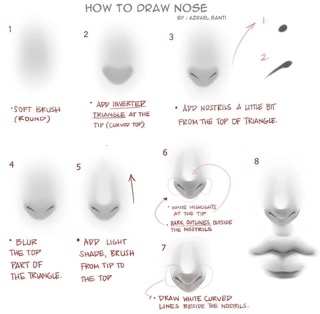 HOW TO DRAW NOSE
BY: AZRAEL SANTI
1
• SOFT BRUSH
(ROUND)
2
• ADD INVERTED
TRIANGLE AT THE
TIP (CURVED TOP)
3
• ADD NOSTRILS A LITTLE BIT
FROM THE TOP OF TRIANGLE.
1.
2.
4
• BLUR
THE TOP
PART OF
THE TRIANGLE.
5
• ADD LIGHT
SHADE, BRUSH
FROM TIP TO
THE TOP
6
• WHITE HIGHLIGHTS
AT THE TIP
• DARK OUTLINES OUTSIDE
THE NOSTRILS
7
• DRAW WHITE CURVED
LINES BESIDE THE NOSTRILS.
8